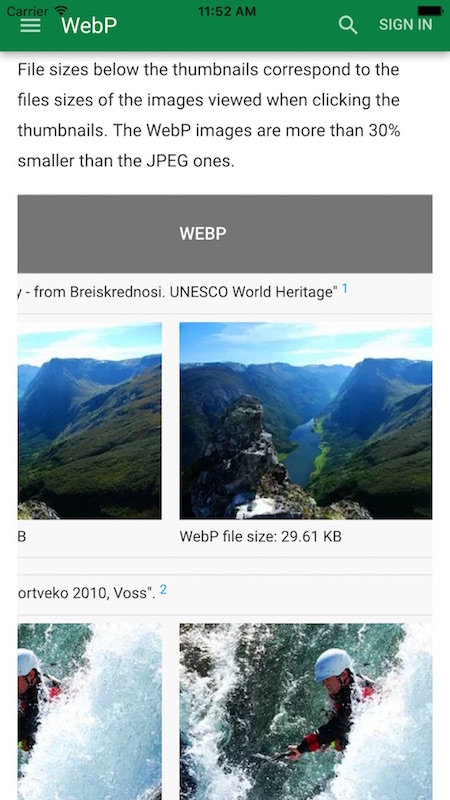 Carrier 11:52 AM
WebP SIGN IN
File sizes below the thumbnails correspond to the
files sizes of the images viewed when clicking the
thumbnails. The WebP images are more than 30%
smaller than the JPEG ones.
WEBP
y - from Breiskrednosi. UNESCO World Heritage" 1
B WebP file size: 29.61 KB
ortveko 2010, Voss". 2